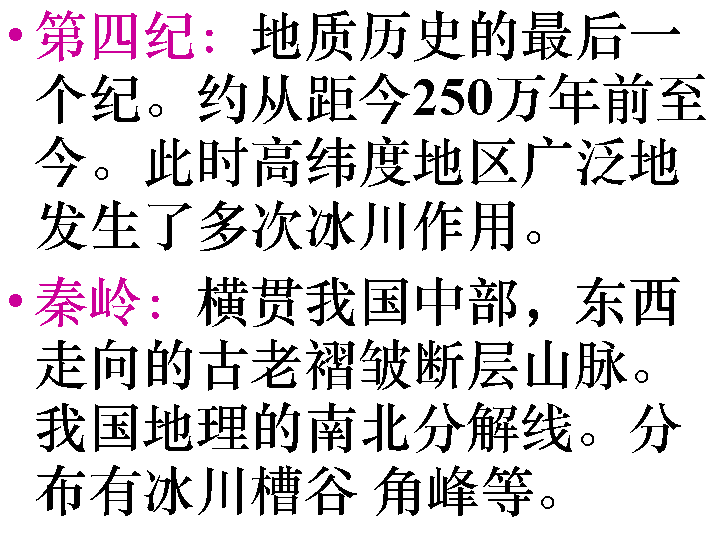 •第四纪：地质历史的最后一
个纪。约从距今250万年前至
今。此时高纬度地区广泛地
发生了多次冰川作用。
•秦岭：横贯我国中部，东西
走向的古老褶皱断层山脉。
我国地理的南北分解线。分
布有冰川槽谷 角峰等。